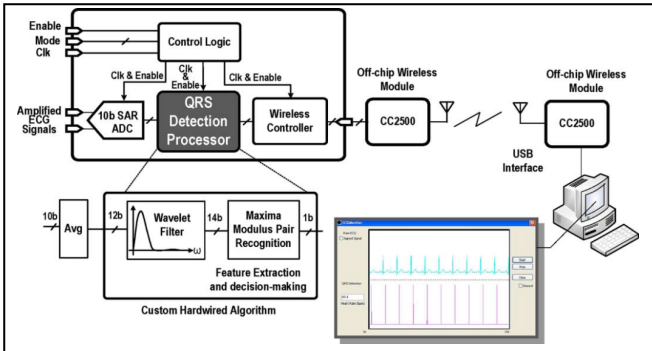 Enable
Mode
Clk
Control Logic
Clk & Enable
Clk
&
Enable
Clk & Enable
Amplified
ECG
Signals
10b SAR
ADC
QRS
Detection
Processor
Wireless
Controller
Off-chip Wireless
Module
CC2500
Off-chip Wireless
Module
CC2500
USB
Interface
10b
Avg
12b
Wavelet
Filter
ω
14b
Maxima
Modulus Pair
Recognition
1b
Feature Extraction
and decision-making
Custom Hardwired Algorithm